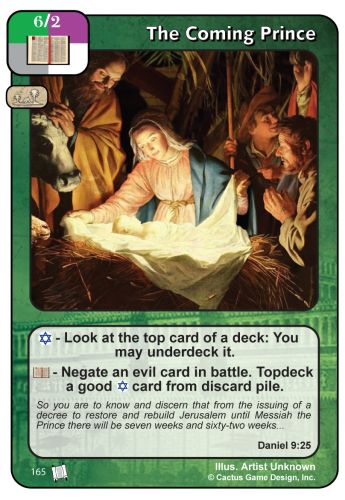 6/2
The Coming Prince
✡ - Look at the top card of a deck: You
may underdeck it.
- Negate an evil card in battle. Topdeck
a good ✡ card from discard pile.
So you are to know and discern that from the issuing of a
decree to restore and rebuild Jerusalem until Messiah the
Prince there will be seven weeks and sixty-two weeks...
Daniel 9:25
165
Illus. Artist Unknown
© Cactus Game Design, Inc.